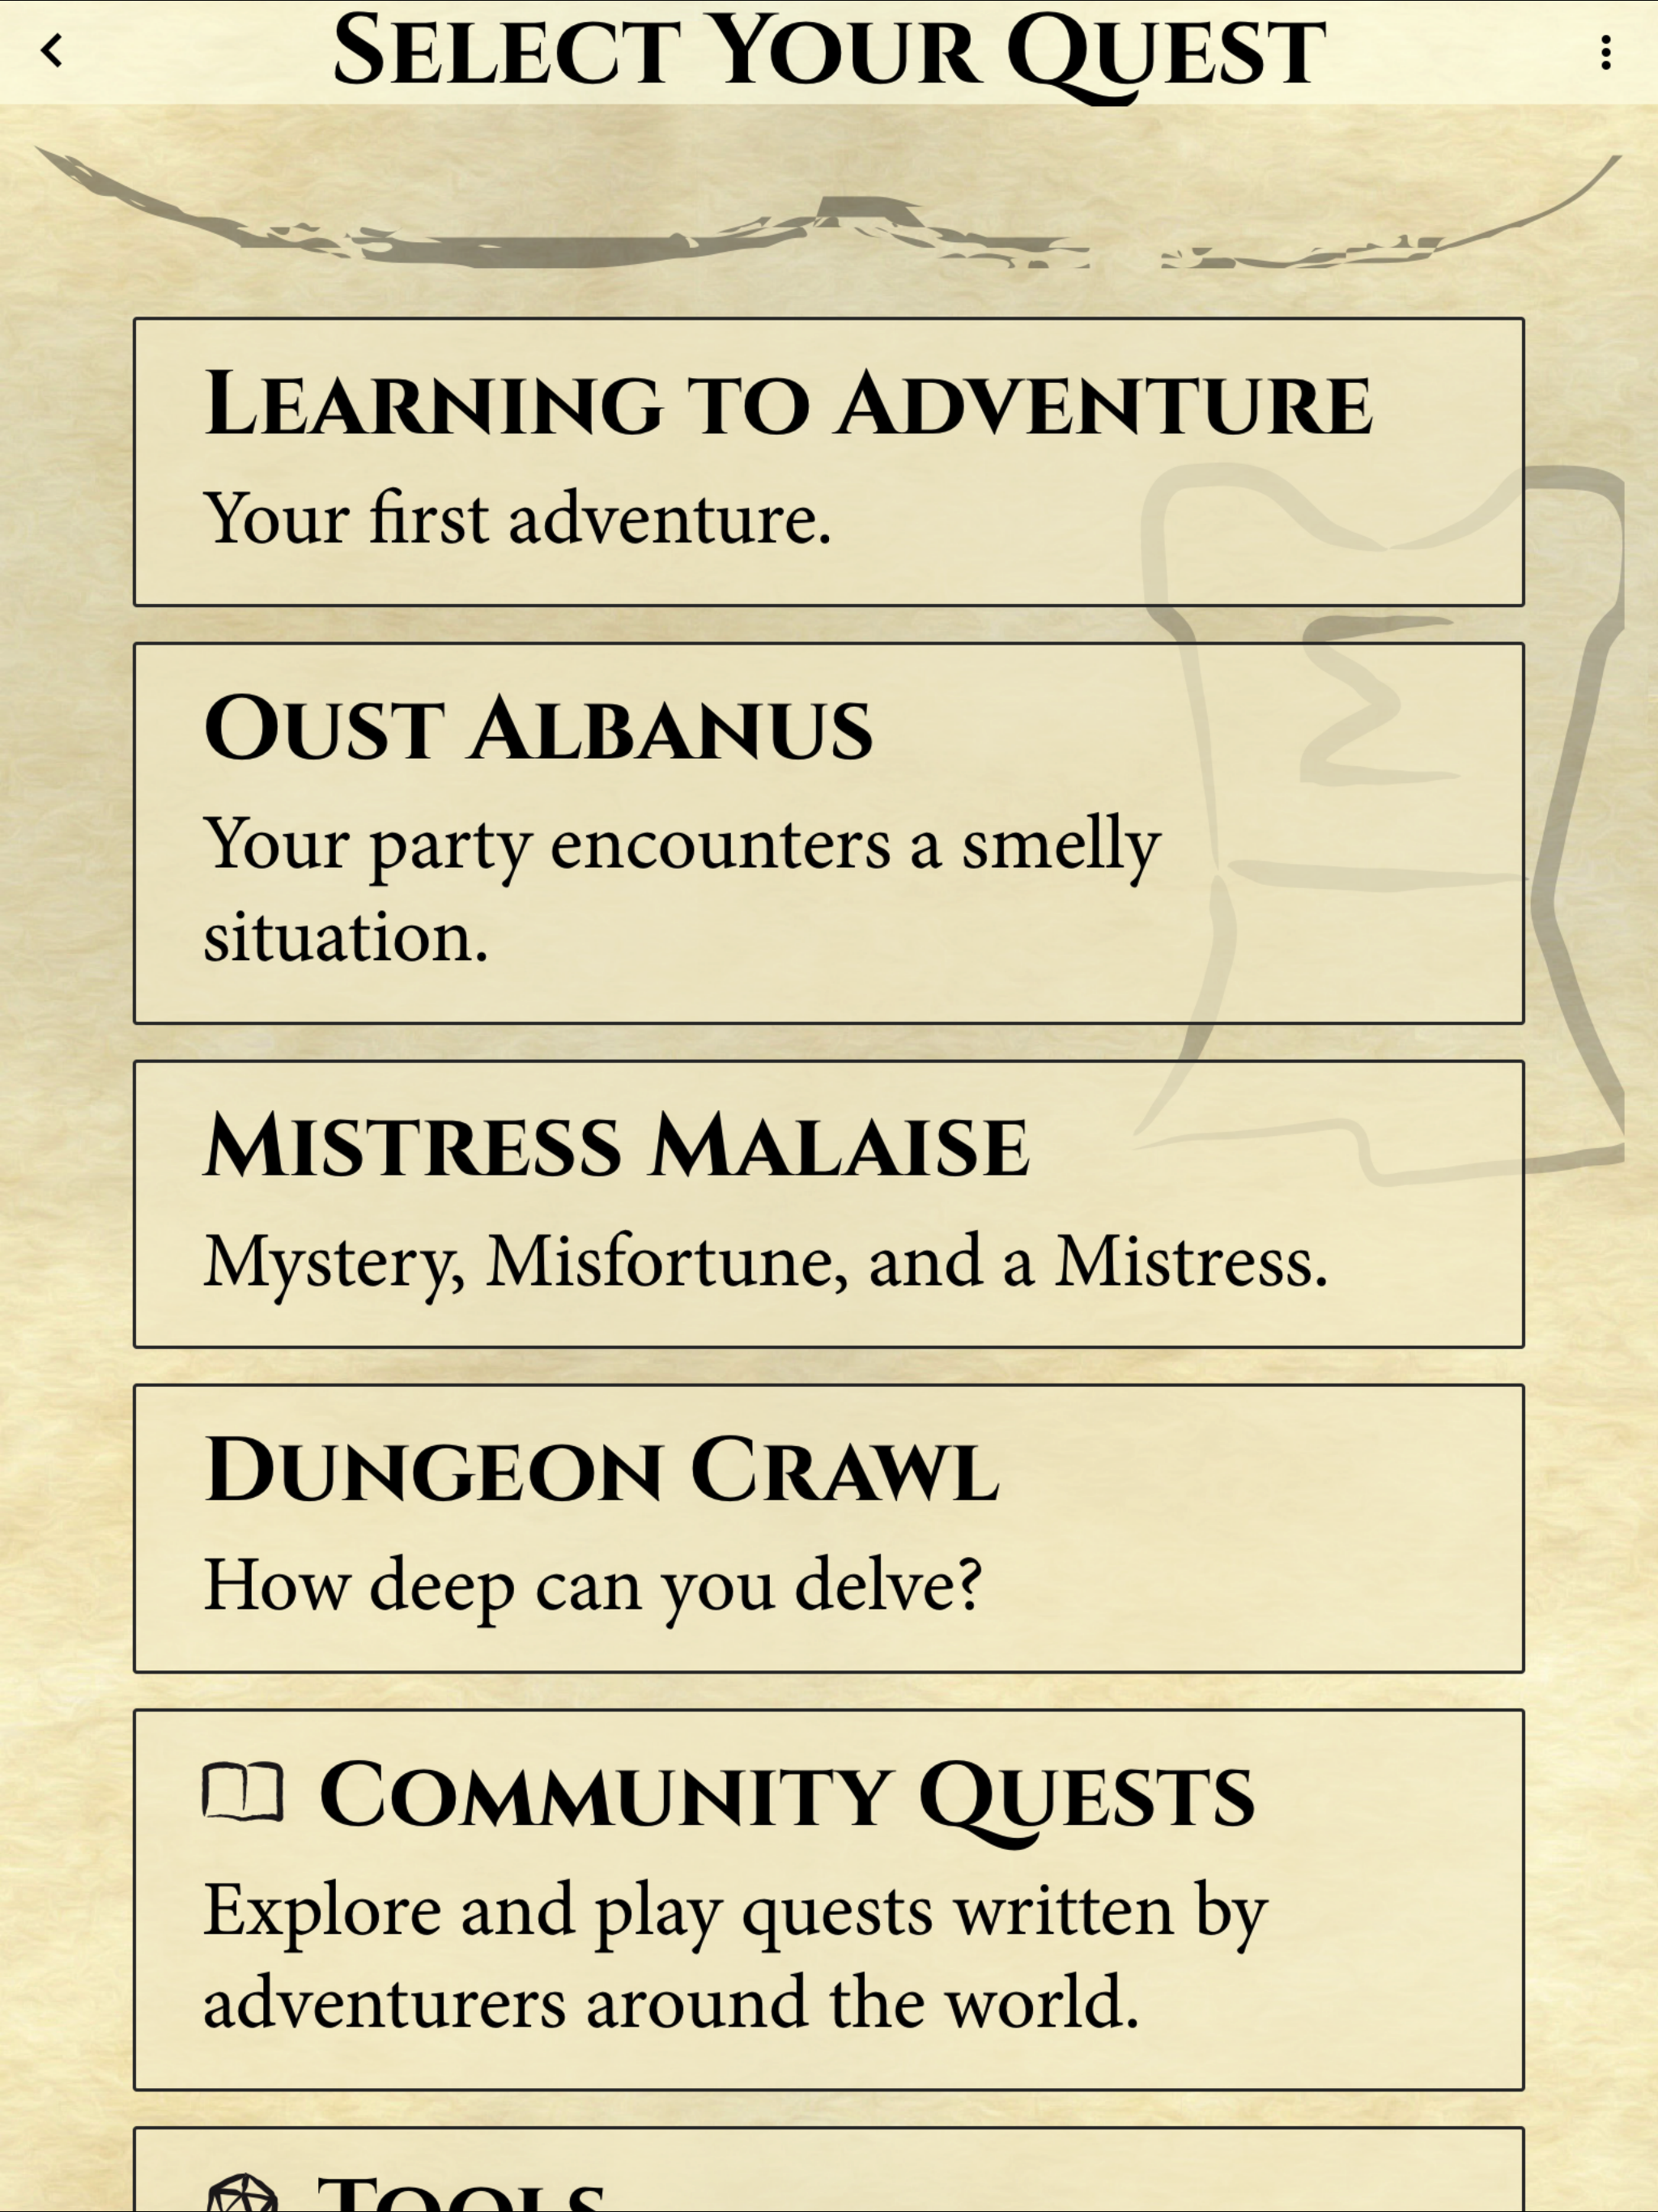 Select Your Quest
Learning to Adventure
Your first adventure.
Oust Albanus
Your party encounters a smelly
situation.
Mistress Malaise
Mystery, Misfortune, and a Mistress.
Dungeon Crawl
How deep can you delve?
Community Quests
Explore and play quests written by
adventurers around the world.
Tools